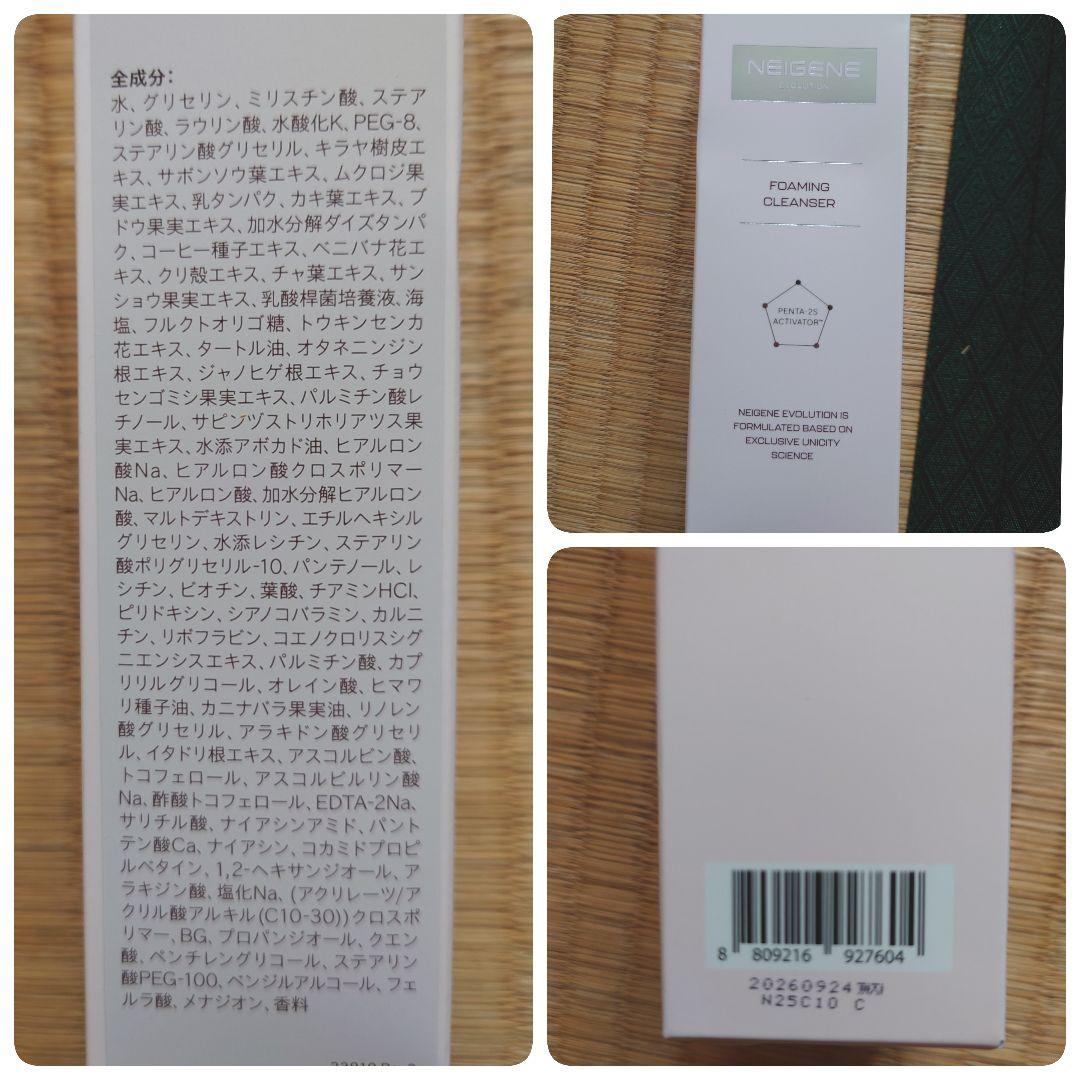 全成分:
水、グリセリン、ミリスチン酸、ステア
リン酸、ラウリン酸、水酸化K、PEG-8、
ステアリン酸グリセリル、キラヤ樹皮エ
キス、サボンソウ葉エキス、ムクロジ果
実エキス、乳タンパク、カキ葉エキス、ブ
ドウ果実エキス、加水分解ダイズタンパ
ク、コーヒー種子エキス、ベニバナ花エ
キス、クリ殻エキス、チャ葉エキス、サン
ショウ果実エキス、乳酸桿菌培養液、海
塩、フルクトオリゴ糖、トウキンセンカ
花エキス、タートル油、オタネニンジン
根エキス、ジャノヒゲ根エキス、チョウ
センゴミシ果実エキス、パルミチン酸レ
チノール、サピンヅストリホリアツス果
実エキス、水添アボカド油、ヒアルロン
酸Na、ヒアルロン酸クロスポリマー
Na、ヒアルロン酸、加水分解ヒアルロン
酸、マルトデキストリン、エチルヘキシル
グリセリン、水添レシチン、ステアリン
酸ポリグリセリル-10、パンテノール、レ
シチン、ビオチン、葉酸、チアミンHCl、
ピリドキシン、シアノコバラミン、カルニ
チン、リボフラビン、コエノクロリスシグ
ニエンシスエキス、パルミチン酸、カプ
リリルグリコール、オレイン酸、ヒマワ
リ種子油、カニナバラ果実油、リノレン
酸グリセリル、アラキドン酸グリセリ
ル、イタドリ根エキス、アスコルビン酸、
トコフェロール、アスコルビルリン酸
Na、酢酸トコフェロール、EDTA-2Na、
サリチル酸、ナイアシンアミド、パント
テン酸Ca、ナイアシン、コカミドプロピ
ルベタイン、1,2-ヘキサンジオール、ア
ラキジン酸、塩化Na、(アクリレーツ/ア
クリル酸アルキル(C10-30))クロスポ
リマー、BG、プロパンジオール、クエン
酸、ペンチレングリコール、ステアリン
酸PEG-100、ベンジルアルコール、フェ
ルラ酸、メナジオン、香料
NEIGENE
EVOLUTION
FOAMING
CLEANSER
PENTA·2S
ACTIVATOR™
NEIGENE EVOLUTION IS
FORMULATED BASED ON
EXCLUSIVE UNICITY
SCIENCE
8 809216 927604
20260924
N25C10 C